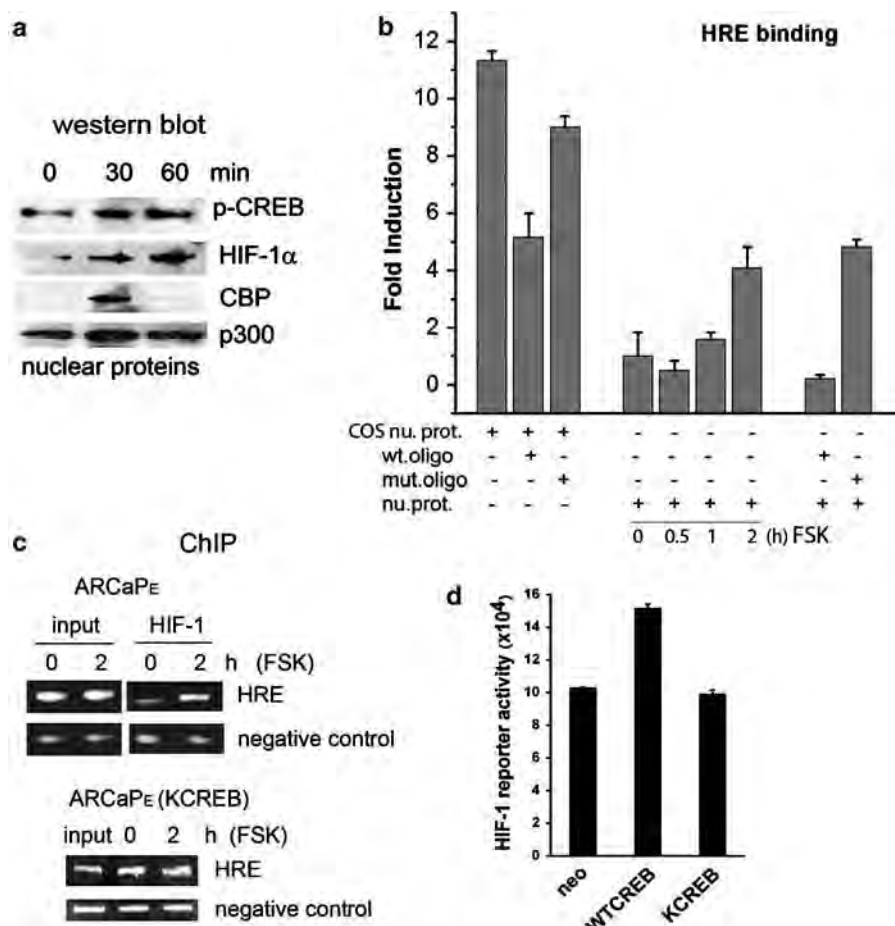 a
western blot
0 30 60 min
p-CREB
HIF-1α
CBP
p300
nuclear proteins
b
HRE binding
Fold Induction
12
10
8
6
4
2
0
COS nu. prot. + + + - - - - - -
wt.oligo - + - - - - - + -
mut.oligo - - + - - - - - +
nu.prot. - - - + + + + + +
0 0.5 1 2 (h) FSK
c
ChIP
ARCaPE
input HIF-1
0 2 0 2 h (FSK)
HRE
negative control
ARCaPE (KCREB)
input 0 2 h (FSK)
HRE
negative control
d
HIF-1 reporter activity (x10⁴)
16
14
12
10
8
6
4
2
0
neo
WTCREB
KCREB